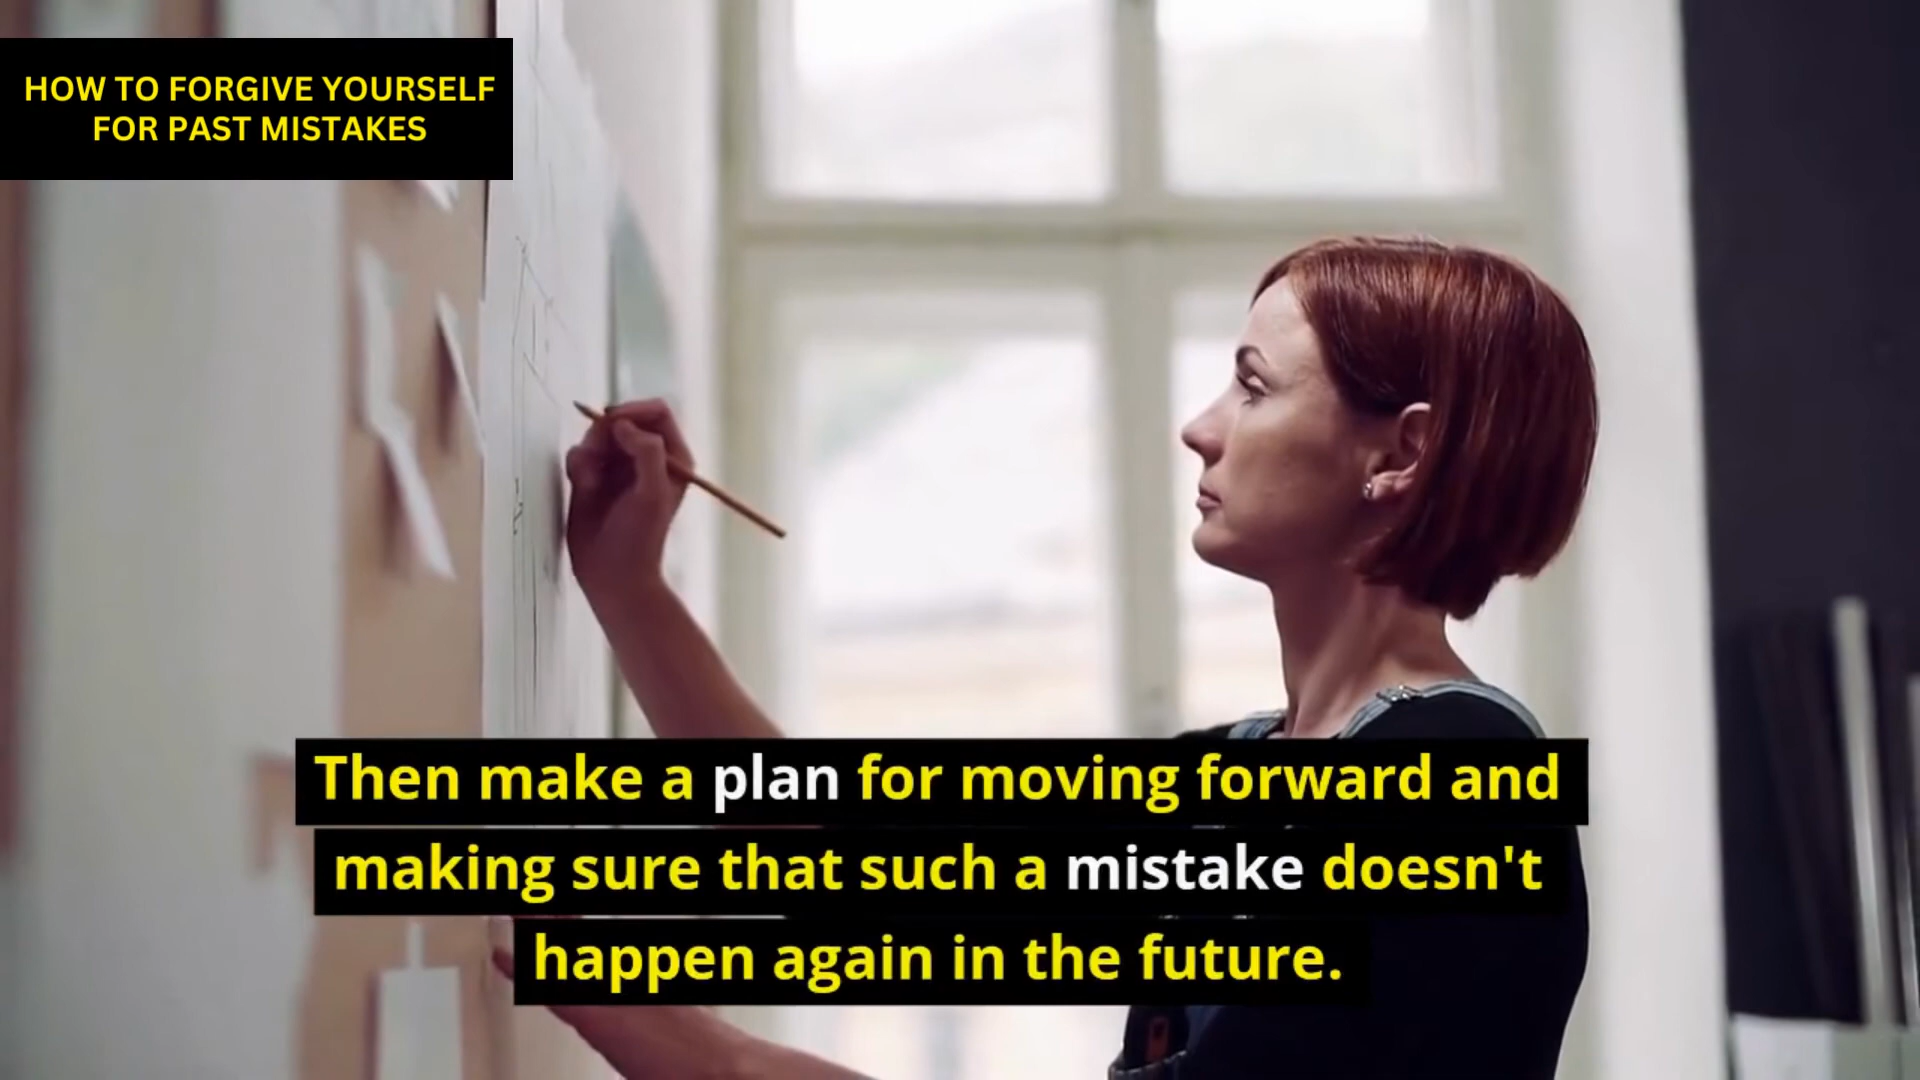 HOW TO FORGIVE YOURSELF
FOR PAST MISTAKES
Then make a plan for moving forward and
making sure that such a mistake doesn't
happen again in the future.